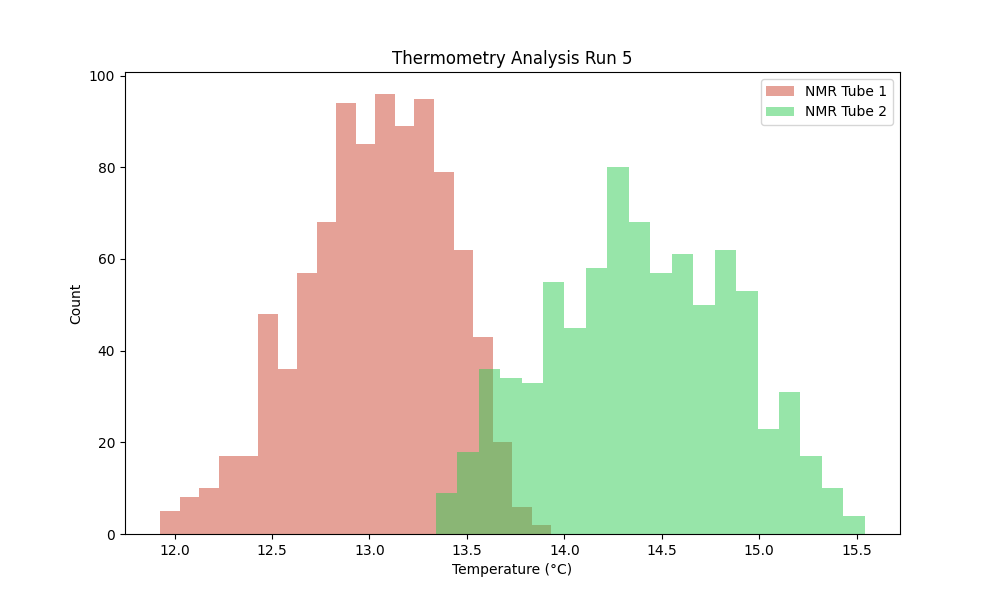 Thermometry Analysis Run 5
NMR Tube 1
NMR Tube 2
Count
100
80
60
40
20
0
12.0 12.5 13.0 13.5 14.0 14.5 15.0 15.5
Temperature (°C)